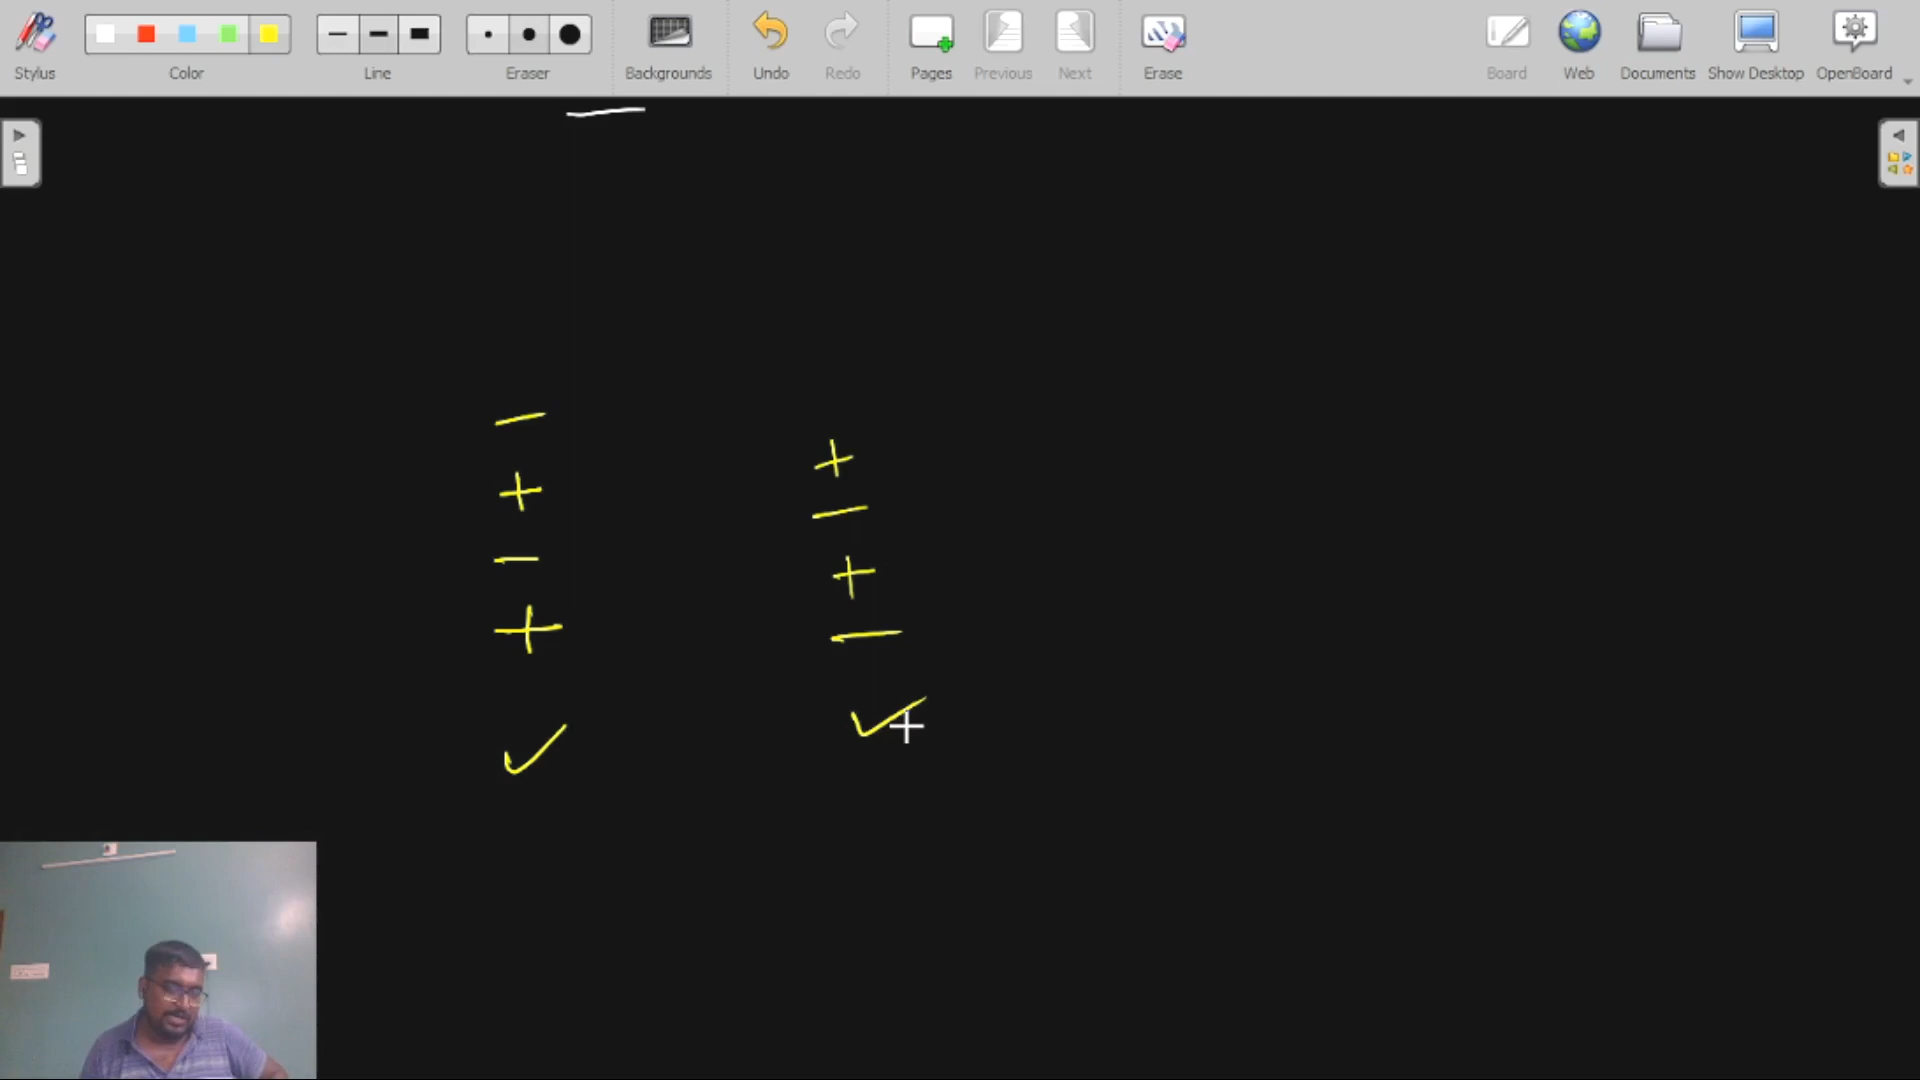 Stylus
Color
Line
Eraser
Backgrounds
Undo
Redo
Pages
Previous
Next
Erase
Board
Web
Documents
Show Desktop
OpenBoard
−
+
+
−
−
+
+
−
✓
✓